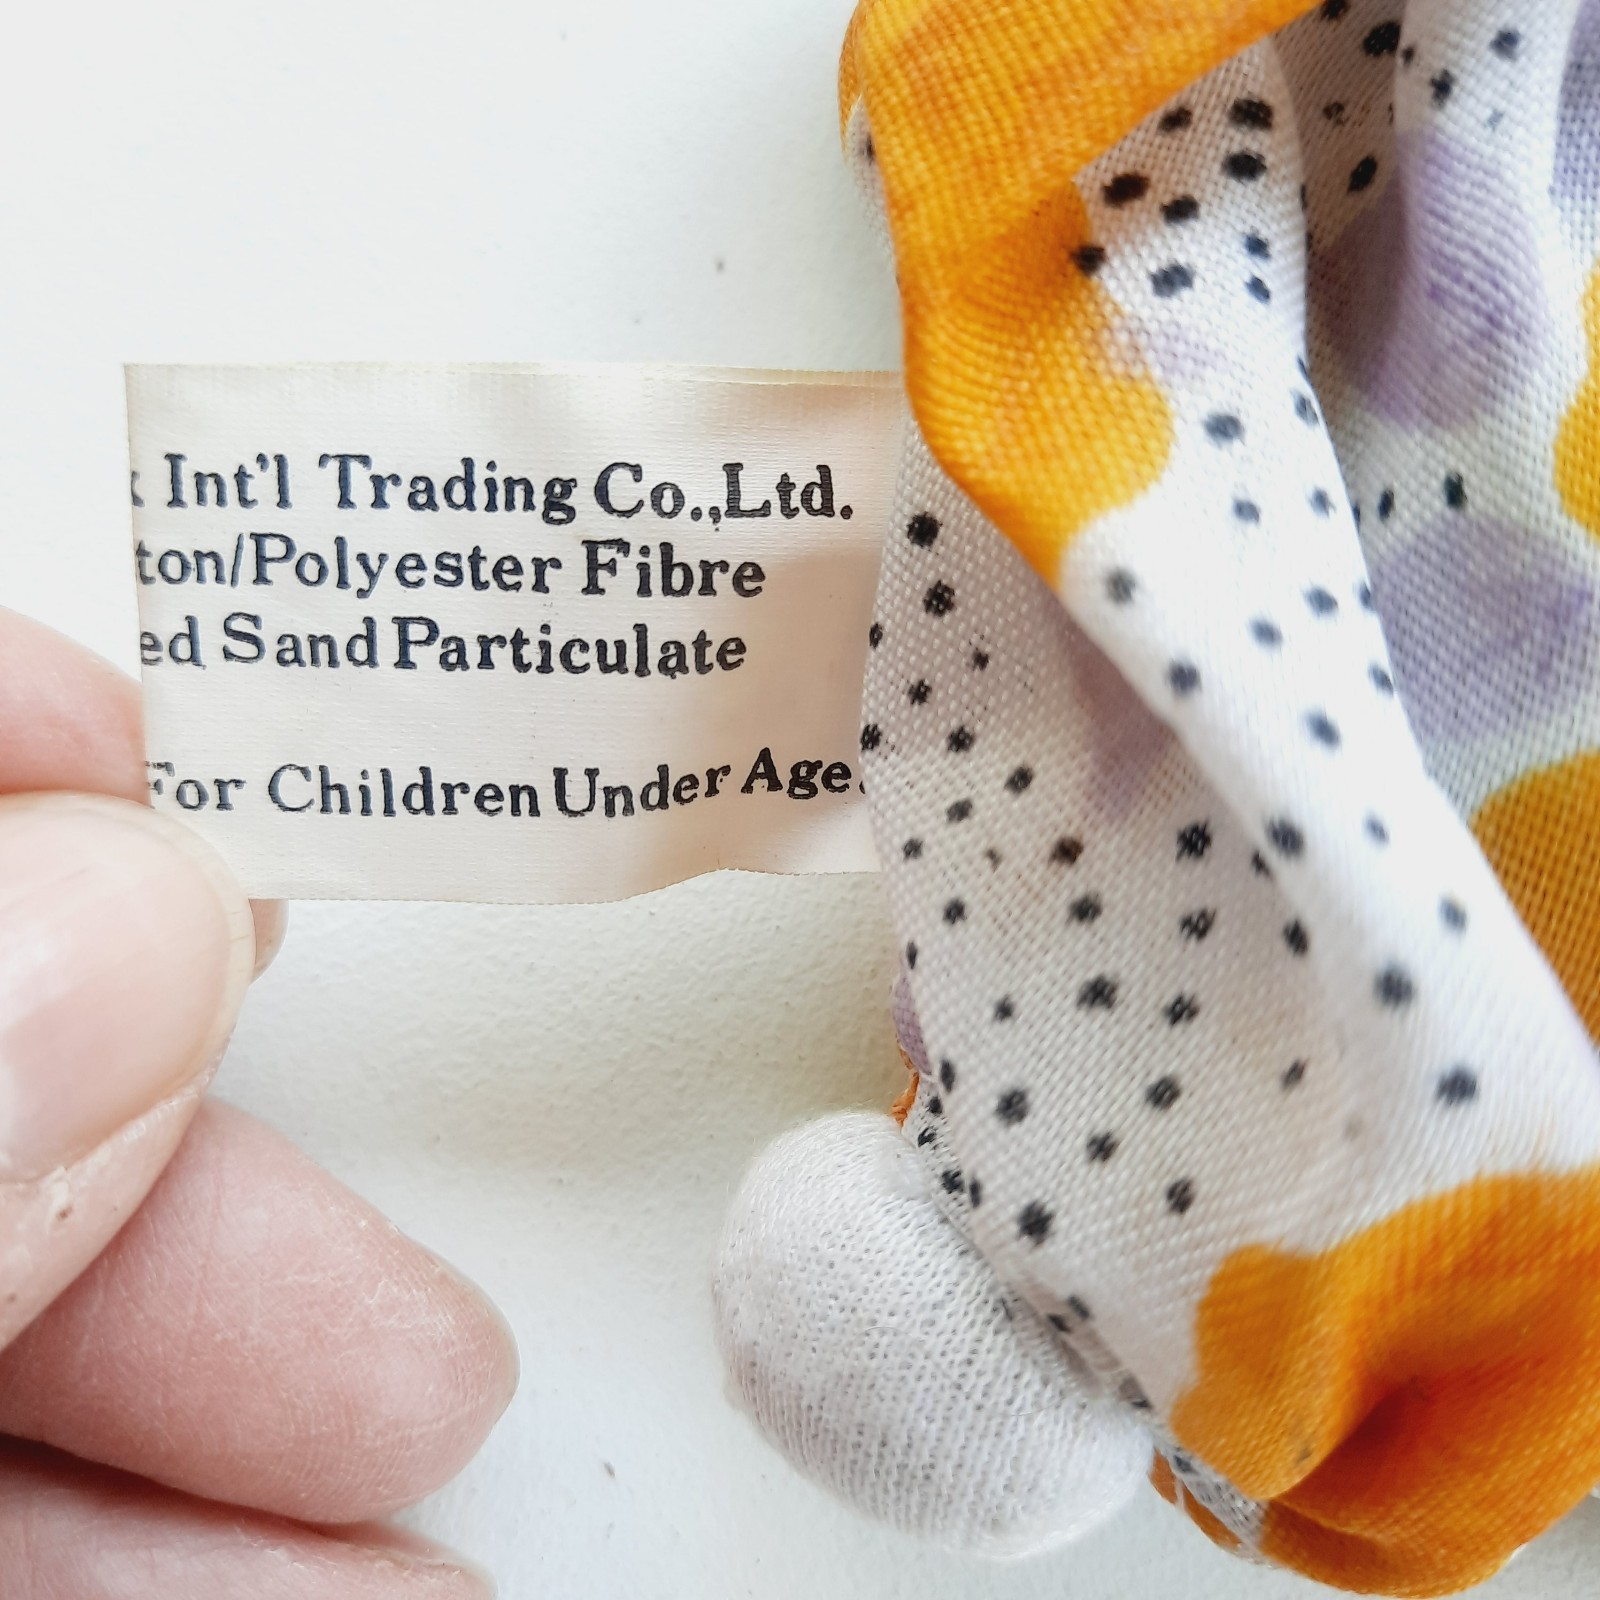 Int'l Trading Co.,Ltd.
ton/Polyester Fibre
ed Sand Particulate
For Children Under Age